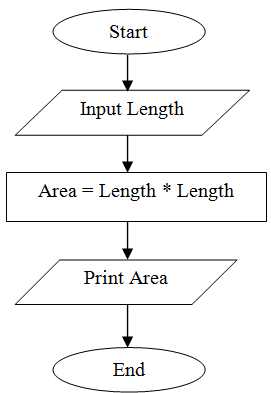 Start
Input Length
Area = Length * Length
Print Area
End